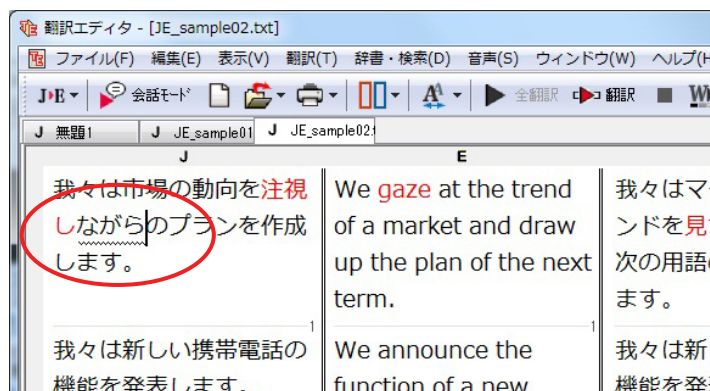 翻訳エディタ - [JE_sample02.txt]
ファイル(F) 編集(E) 表示(V) 翻訳(T) 辞書・検索(D) 音声(S) ウィンドウ(W) ヘルプ(H
J▸E 会話モード 全翻訳 翻訳
J 無題1 J JE_sample01 J JE_sample02.
J E
我々は市場の動向を注視
しながらのプランを作成
します。
We gaze at the trend
of a market and draw
up the plan of the next
term.
我々はマ
ンドを見
次の用語
ます。
1 1
我々は新しい携帯電話の
機能を発表します。
We announce the
function of a new
我々は新
機能を発